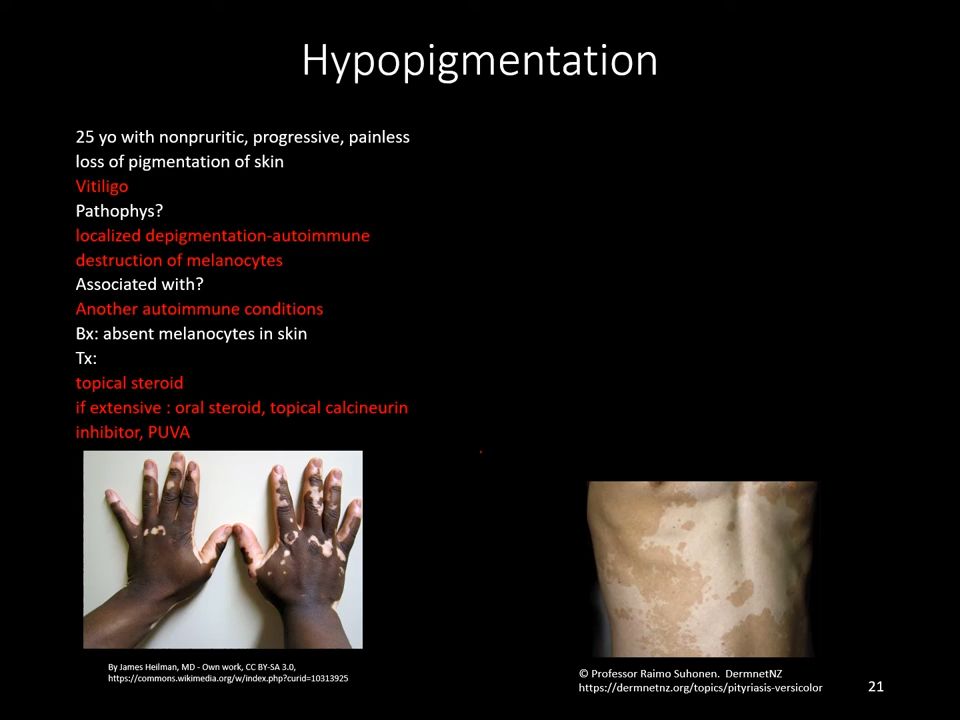 Hypopigmentation
25 yo with nonpruritic, progressive, painless
loss of pigmentation of skin
Vitiligo
Pathophys?
localized depigmentation-autoimmune
destruction of melanocytes
Associated with?
Another autoimmune conditions
Bx: absent melanocytes in skin
Tx:
topical steroid
if extensive : oral steroid, topical calcineurin
inhibitor, PUVA
By James Heilman, MD - Own work, CC BY-SA 3.0,
https://commons.wikimedia.org/w/index.php?curid=10313925
© Professor Raimo Suhonen. DermnetNZ
https://dermnetnz.org/topics/pityriasis-versicolor
21